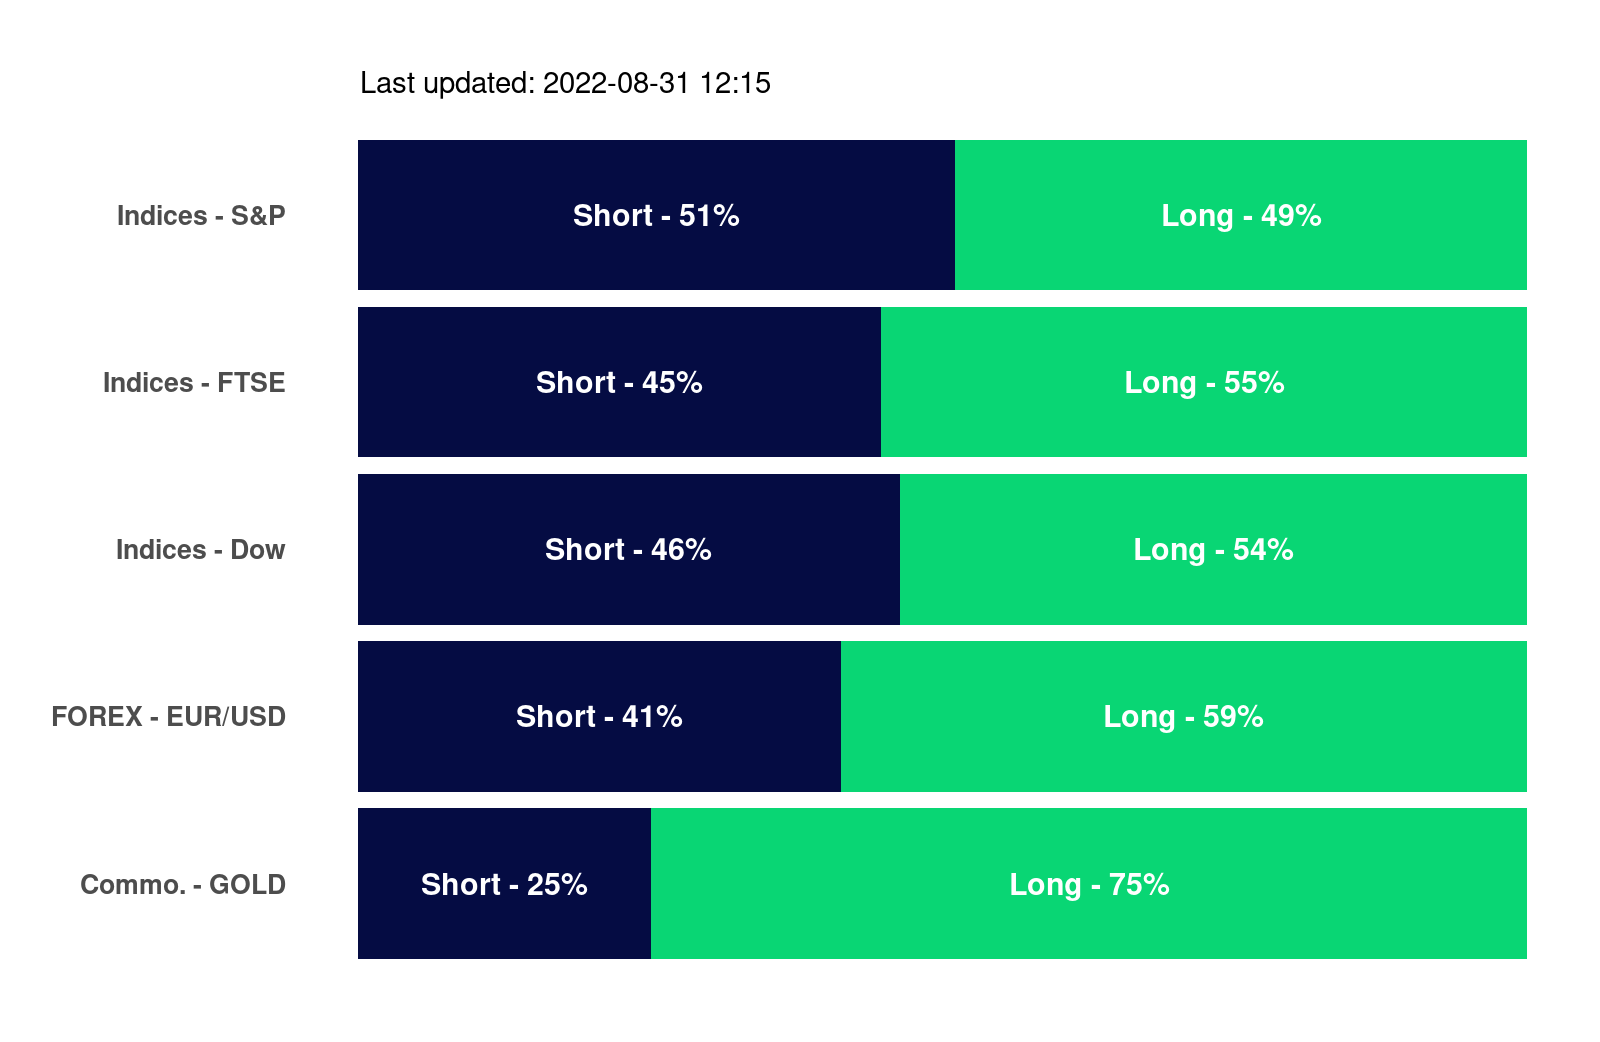 Last updated: 2022-08-31 12:15
Indices - S&P Short - 51% Long - 49%
Indices - FTSE Short - 45% Long - 55%
Indices - Dow Short - 46% Long - 54%
FOREX - EUR/USD Short - 41% Long - 59%
Commo. - GOLD Short - 25% Long - 75%